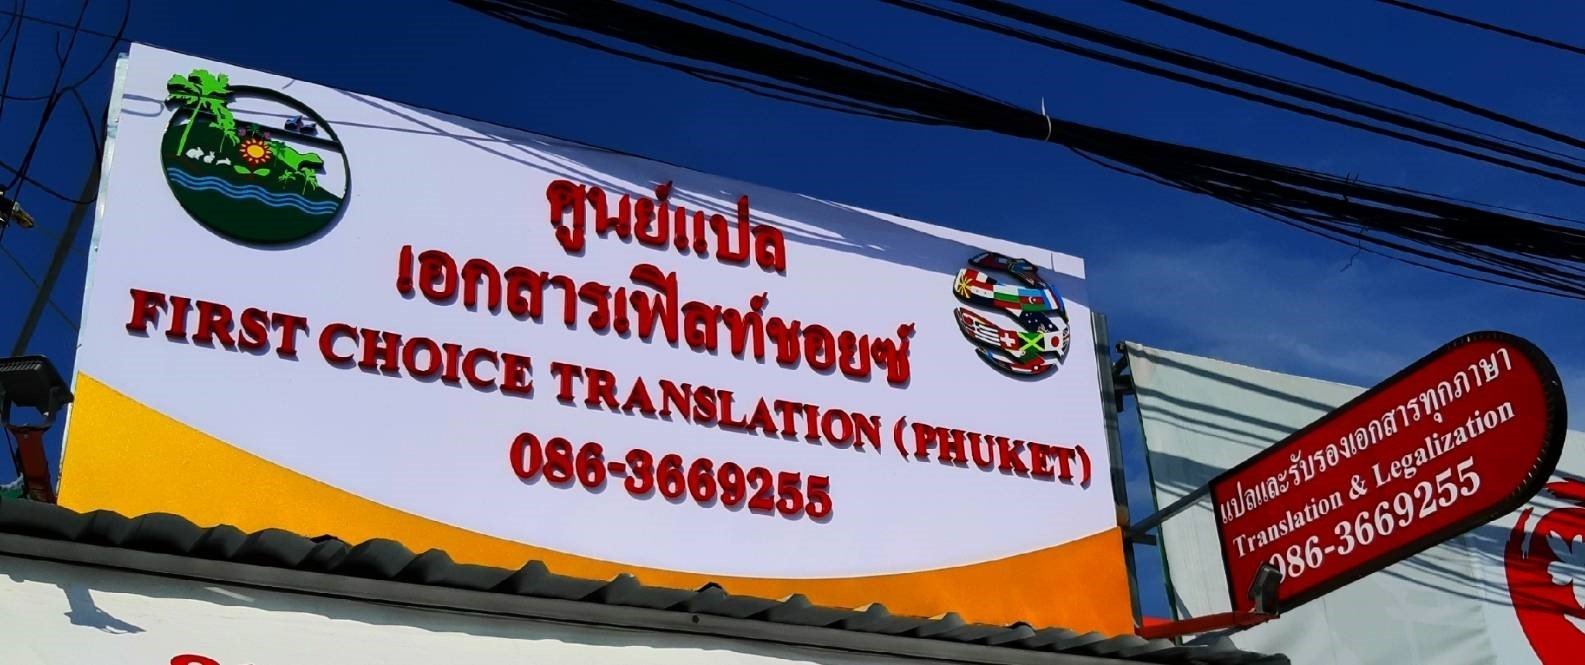 ศูนย์แปล
เอกสารเฟิสท์ชอยซ์
FIRST CHOICE TRANSLATION (PHUKET)
086-3669255
แปลและรับรองเอกสารทุกภาษา
Translation & Legalization
086-3669255